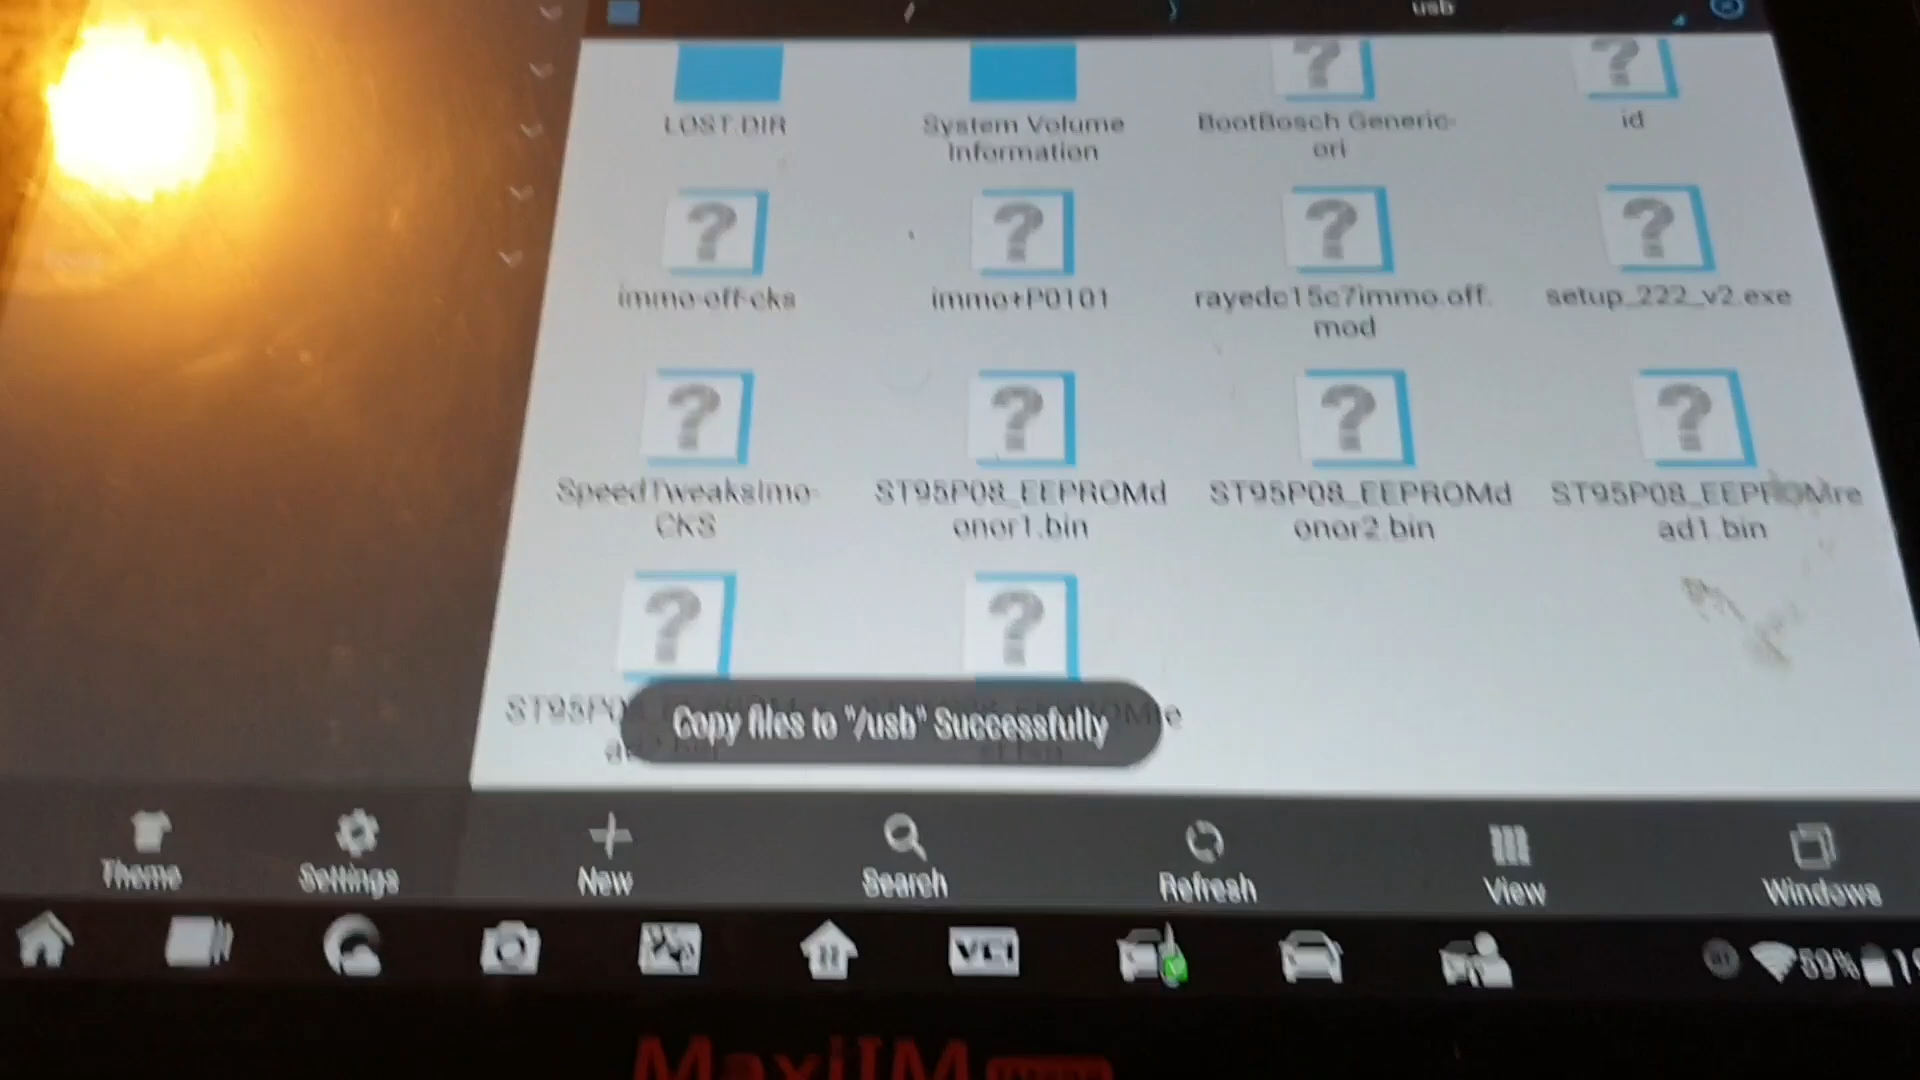 usb
LOST.DIR
System Volume
Information
BootBosch Generic-
ori
id
immo-off-cks
immo+P0101
rayedc15c7immo.off.
mod
setup_222_v2.exe
SpeedTweaksImo-
CKS
ST95P08_EEPROMd
onor1.bin
ST95P08_EEPROMd
onor2.bin
ST95P08_EEPROMre
ad1.bin
Copy files to "/usb" Successfully
Theme
Settings
New
Search
Refresh
View
Windows
VCI
59%
MaxiIM